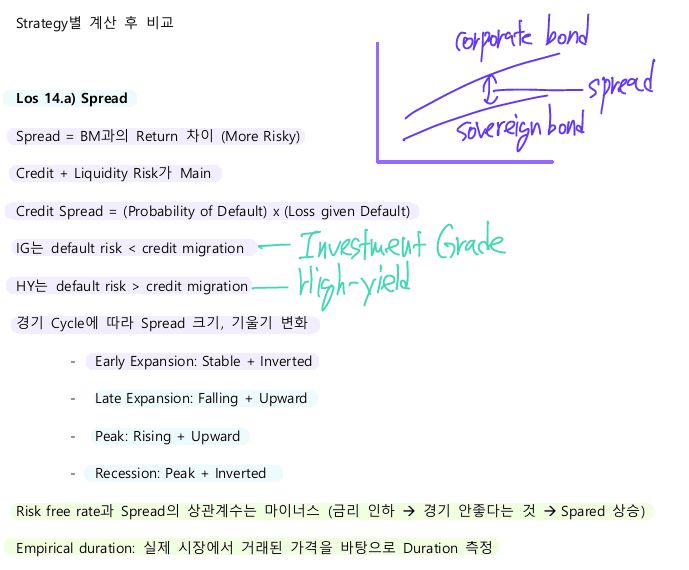 Strategy별 계산 후 비교
corporate bond
spread
sovereign bond
Los 14.a) Spread
Spread = BM과의 Return 차이 (More Risky)
Credit + Liquidity Risk가 Main
Credit Spread = (Probability of Default) x (Loss given Default)
IG는 default risk < credit migration Investment Grade
HY는 default risk > credit migration High-yield
경기 Cycle에 따라 Spread 크기, 기울기 변화
- Early Expansion: Stable + Inverted
- Late Expansion: Falling + Upward
- Peak: Rising + Upward
- Recession: Peak + Inverted
Risk free rate과 Spread의 상관계수는 마이너스 (금리 인하 → 경기 안좋다는 것 → Spared 상승)
Empirical duration: 실제 시장에서 거래된 가격을 바탕으로 Duration 측정